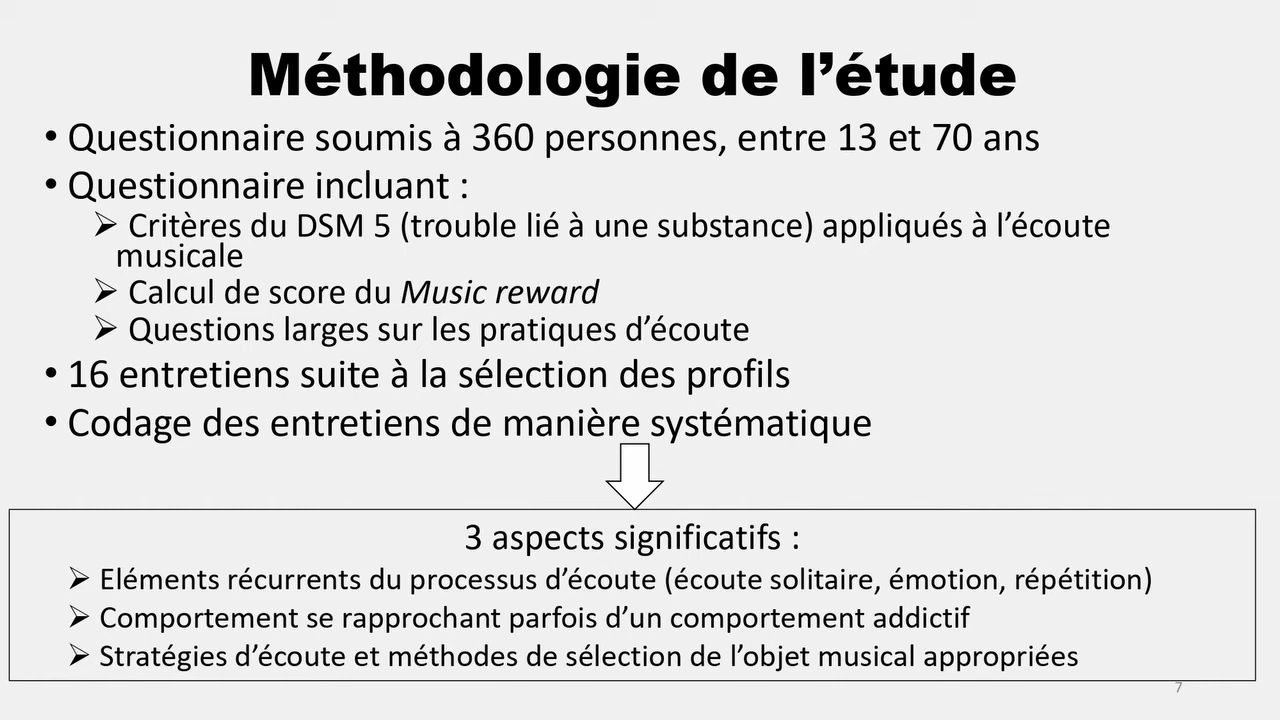 Méthodologie de l’étude
• Questionnaire soumis à 360 personnes, entre 13 et 70 ans
• Questionnaire incluant :
➢ Critères du DSM 5 (trouble lié à une substance) appliqués à l’écoute
musicale
➢ Calcul de score du Music reward
➢ Questions larges sur les pratiques d’écoute
• 16 entretiens suite à la sélection des profils
• Codage des entretiens de manière systématique
3 aspects significatifs :
➢ Eléments récurrents du processus d’écoute (écoute solitaire, émotion, répétition)
➢ Comportement se rapprochant parfois d’un comportement addictif
➢ Stratégies d’écoute et méthodes de sélection de l’objet musical appropriées
7